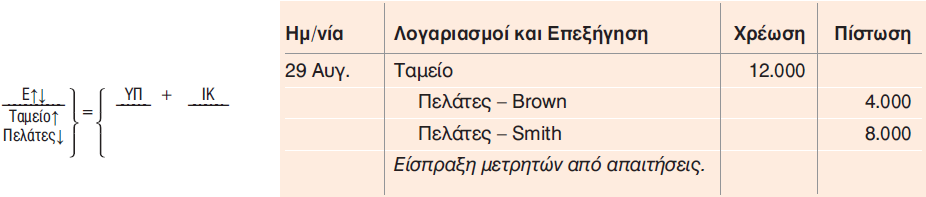 Ε↑↓
Ταμείο↑
Πελάτες↓
=
ΥΠ + ΙΚ
Ημ/νία Λογαριασμοί και Επεξήγηση Χρέωση Πίστωση
29 Αυγ. Ταμείο 12.000
Πελάτες – Brown 4.000
Πελάτες – Smith 8.000
Είσπραξη μετρητών από απαιτήσεις.